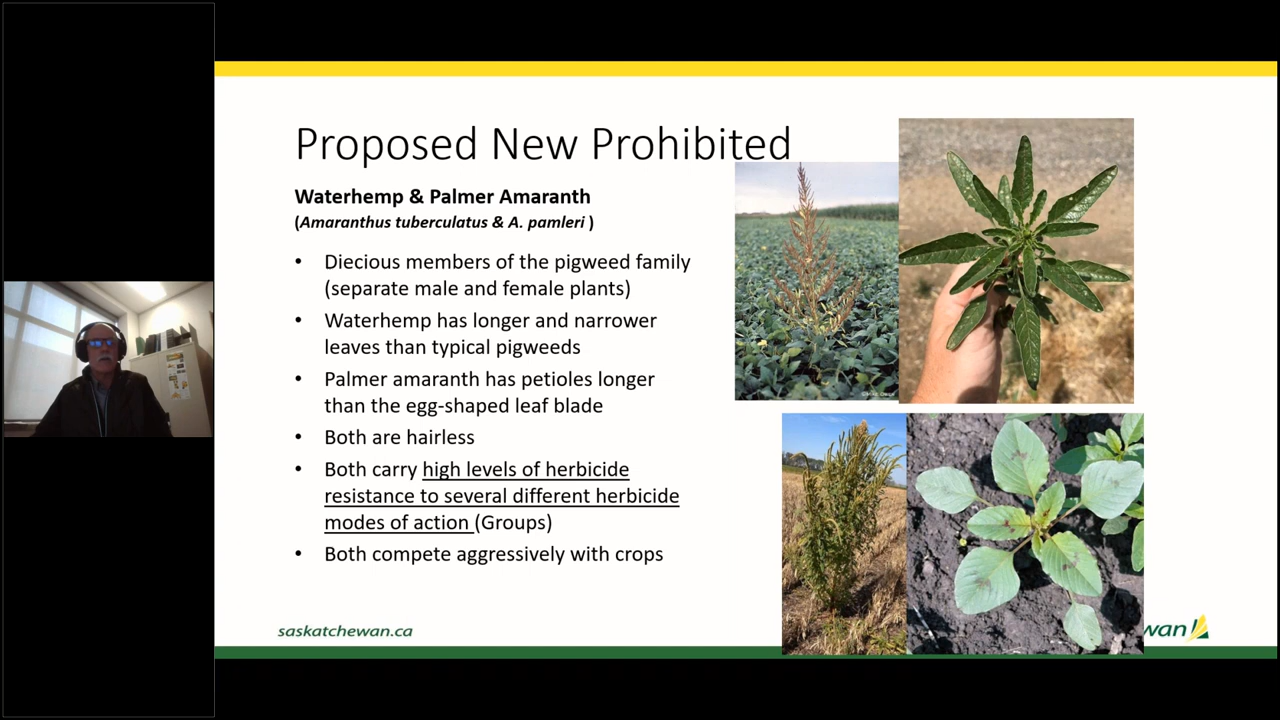 Proposed New Prohibited
Waterhemp & Palmer Amaranth
(Amaranthus tuberculatus & A. pamleri )
• Diecious members of the pigweed family
(separate male and female plants)
• Waterhemp has longer and narrower
leaves than typical pigweeds
• Palmer amaranth has petioles longer
than the egg-shaped leaf blade
• Both are hairless
• Both carry high levels of herbicide
resistance to several different herbicide
modes of action (Groups)
• Both compete aggressively with crops
saskatchewan.ca
wan